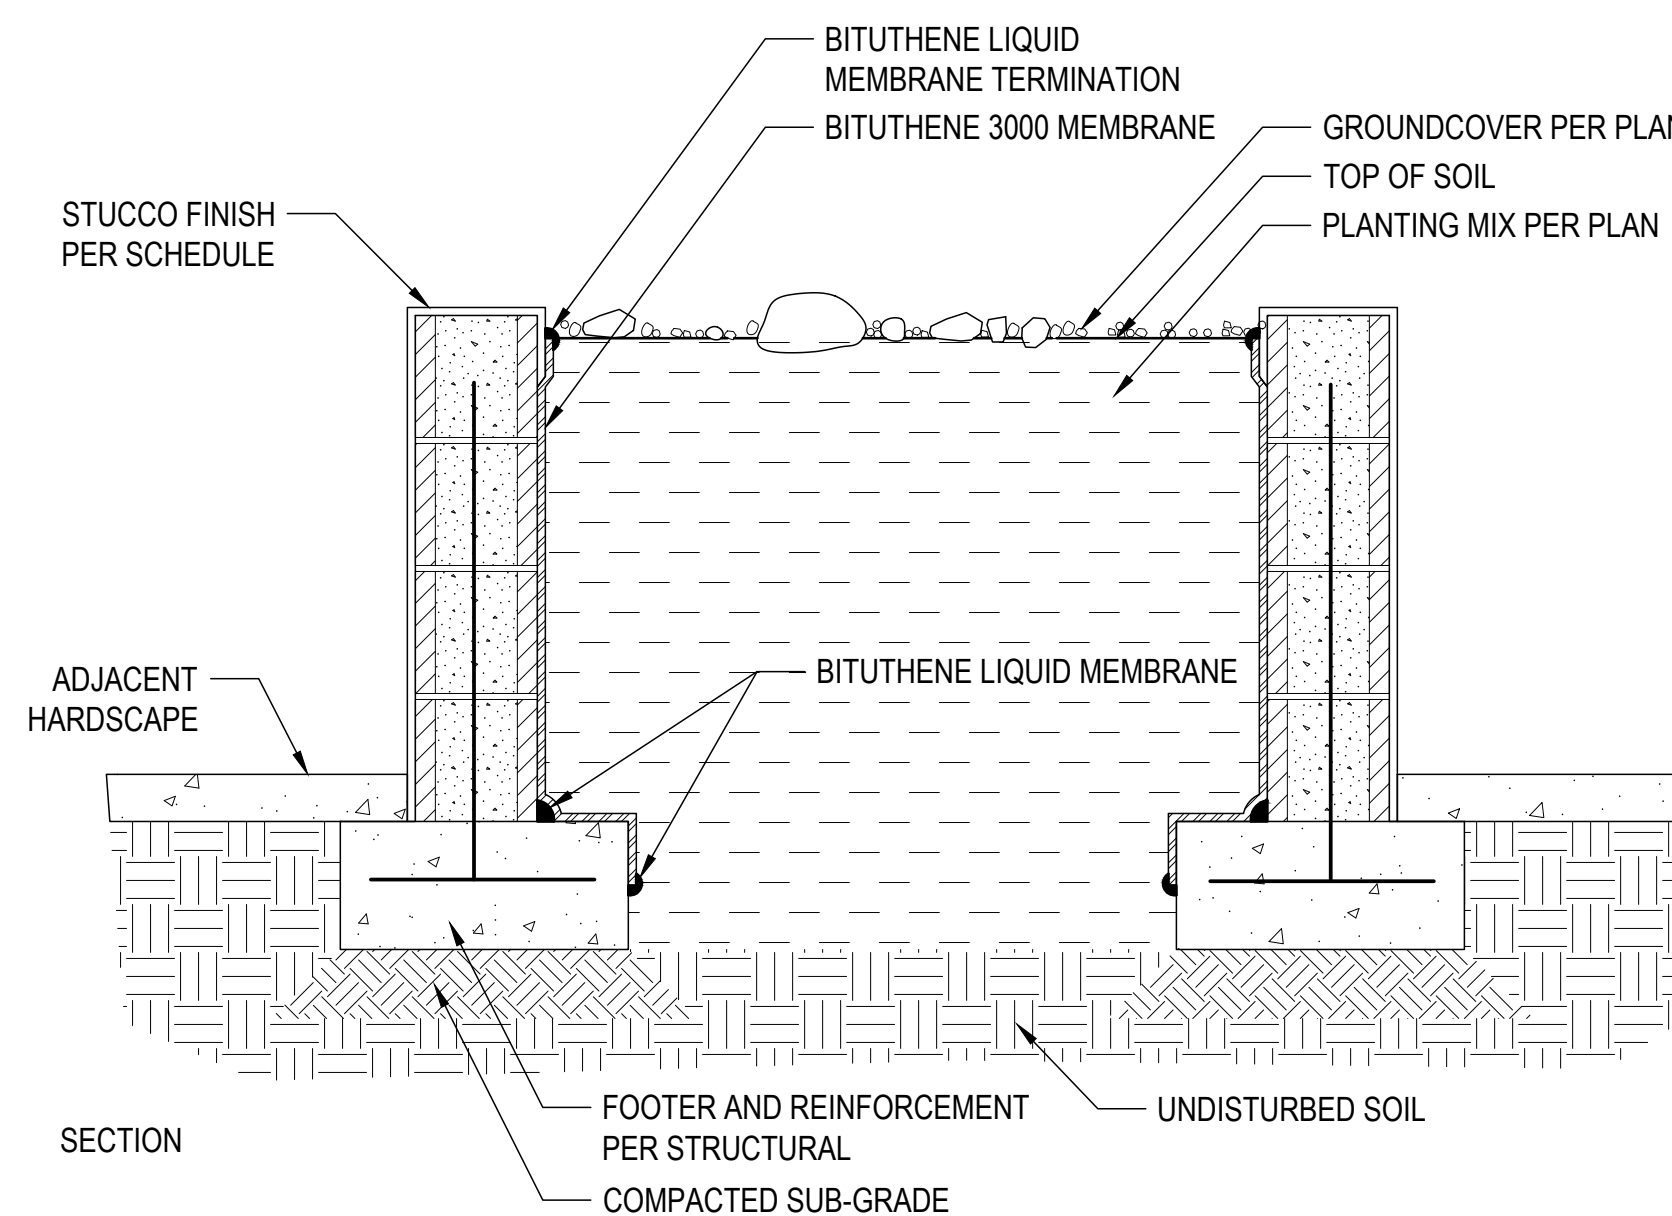 BITUTHENE LIQUID
MEMBRANE TERMINATION
BITUTHENE 3000 MEMBRANE
GROUNDCOVER PER PLAN
TOP OF SOIL
PLANTING MIX PER PLAN
STUCCO FINISH
PER SCHEDULE
ADJACENT
HARDSCAPE
BITUTHENE LIQUID MEMBRANE
FOOTER AND REINFORCEMENT
PER STRUCTURAL
COMPACTED SUB-GRADE
UNDISTURBED SOIL
SECTION